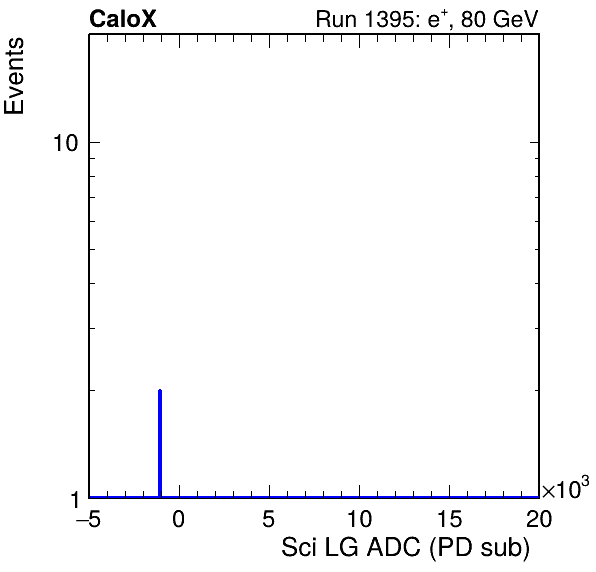 CaloX Run 1395: e⁺, 80 GeV
Events
10
1
−5 0 5 10 15 20
×10³
Sci LG ADC (PD sub)